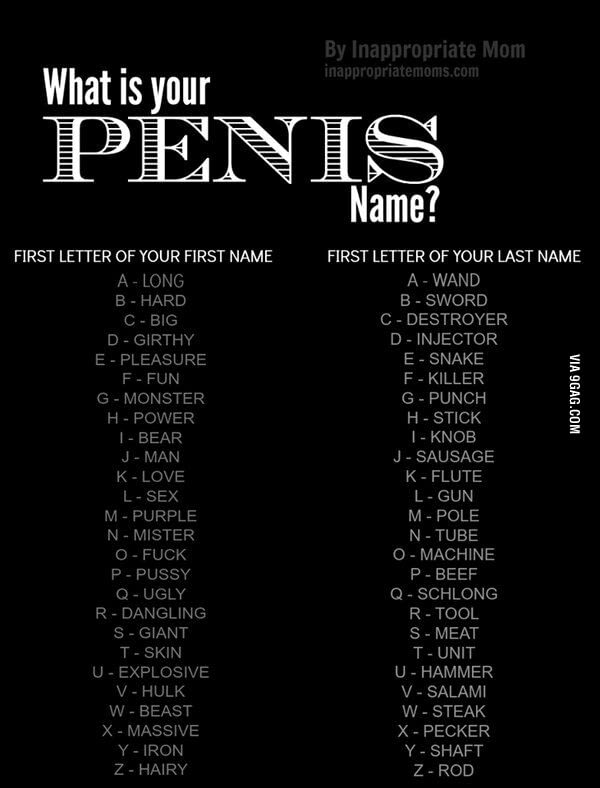 By Inappropriate Mom
inappropriatemoms.com
What is your
PENIS
Name?
FIRST LETTER OF YOUR FIRST NAME
A - LONG
B - HARD
C - BIG
D - GIRTHY
E - PLEASURE
F - FUN
G - MONSTER
H - POWER
I - BEAR
J - MAN
K - LOVE
L - SEX
M - PURPLE
N - MISTER
O - FUCK
P - PUSSY
Q - UGLY
R - DANGLING
S - GIANT
T - SKIN
U - EXPLOSIVE
V - HULK
W - BEAST
X - MASSIVE
Y - IRON
Z - HAIRY
FIRST LETTER OF YOUR LAST NAME
A - WAND
B - SWORD
C - DESTROYER
D - INJECTOR
E - SNAKE
F - KILLER
G - PUNCH
H - STICK
I - KNOB
J - SAUSAGE
K - FLUTE
L - GUN
M - POLE
N - TUBE
O - MACHINE
P - BEEF
Q - SCHLONG
R - TOOL
S - MEAT
T - UNIT
U - HAMMER
V - SALAMI
W - STEAK
X - PECKER
Y - SHAFT
Z - ROD
VIA 9GAG.COM